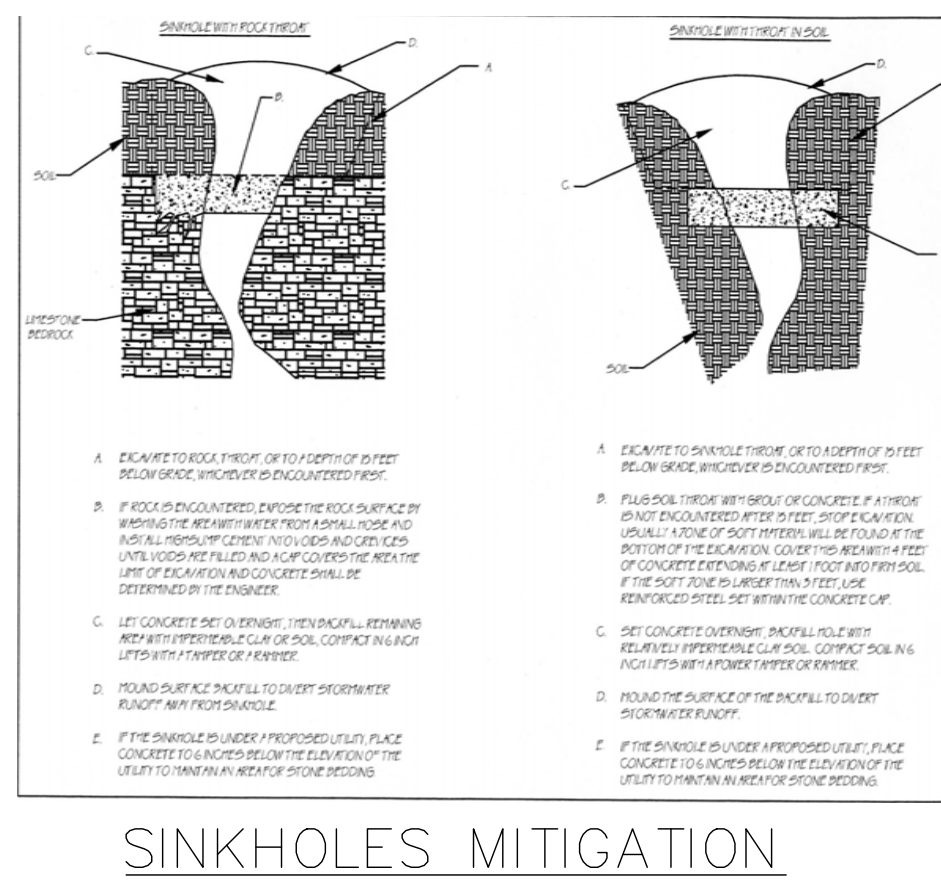 SINKHOLE WITH ROCK THROAT
C.
D.
A.
B.
SOIL
LIMESTONE
BEDROCK
A. EXCAVATE TO ROCK, THROAT, OR TO A DEPTH OF 15 FEET
BELOW GRADE, WHICHEVER IS ENCOUNTERED FIRST.
B. IF ROCK IS ENCOUNTERED, EXPOSE THE ROCK SURFACE BY
WASHING THE AREA WITH WATER FROM A SMALL HOSE AND
INSTALL HIGHSLUMP CEMENT INTO VOIDS AND CREVICES
UNTIL VOIDS ARE FILLED AND A CAP COVERS THE AREA THE
LIMIT OF EXCAVATION AND CONCRETE SHALL BE
DETERMINED BY THE ENGINEER.
C. LET CONCRETE SET OVERNIGHT, THEN BACKFILL REMAINING
AREA WITH IMPERMEABLE CLAY OR SOIL, COMPACT IN 6 INCH
LIFTS WITH A TAMPER OR A RAMMER.
D. MOUND SURFACE BACKFILL TO DIVERT STORMWATER
RUNOFF AWAY FROM SINKHOLE.
E. IF THE SINKHOLE IS UNDER A PROPOSED UTILITY, PLACE
CONCRETE TO 6 INCHES BELOW THE ELEVATION OF THE
UTILITY TO MAINTAIN AN AREA FOR STONE BEDDING
SINKHOLE WITH THROAT IN SOIL
D.
C.
SOIL
A. EXCAVATE TO SINKHOLE THROAT, OR TO A DEPTH OF 15 FEET
BELOW GRADE, WHICHEVER IS ENCOUNTERED FIRST.
B. PLUG SOIL THROAT WITH GROUT OR CONCRETE. IF A THROAT
IS NOT ENCOUNTERED AFTER 15 FEET, STOP EXCAVATION.
USUALLY A ZONE OF SOFT MATERIAL WILL BE FOUND AT THE
BOTTOM OF THE EXCAVATION. COVER THIS AREA WITH 4 FEET
OF CONCRETE EXTENDING AT LEAST 1 FOOT INTO FIRM SOIL.
IF THE SOFT ZONE IS LARGER THAN 3 FEET, USE
REINFORCED STEEL SET WITHIN THE CONCRETE CAP.
C. SET CONCRETE OVERNIGHT, BACKFILL HOLE WITH
RELATIVELY IMPERMEABLE CLAY SOIL. COMPACT SOIL IN 6
INCH LIFTS WITH A POWER TAMPER OR RAMMER.
D. MOUND THE SURFACE OF THE BACKFILL TO DIVERT
STORMWATER RUNOFF.
E. IF THE SINKHOLE IS UNDER A PROPOSED UTILITY, PLACE
CONCRETE TO 6 INCHES BELOW THE ELEVATION OF THE
UTILITY TO MAINTAIN AN AREA FOR STONE BEDDING.
SINKHOLES MITIGATION